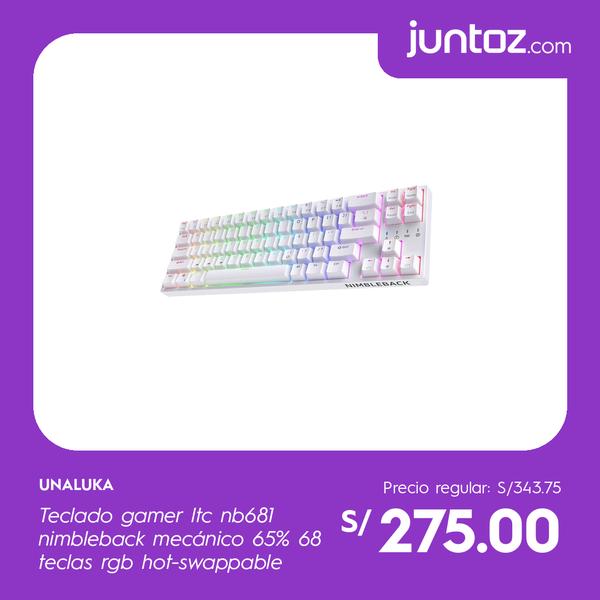 juntoz.com
NIMBLEBACK
UNALUKA
Teclado gamer ltc nb681
nimbleback mecánico 65% 68
teclas rgb hot-swappable
Precio regular: S/343.75
S/275.00